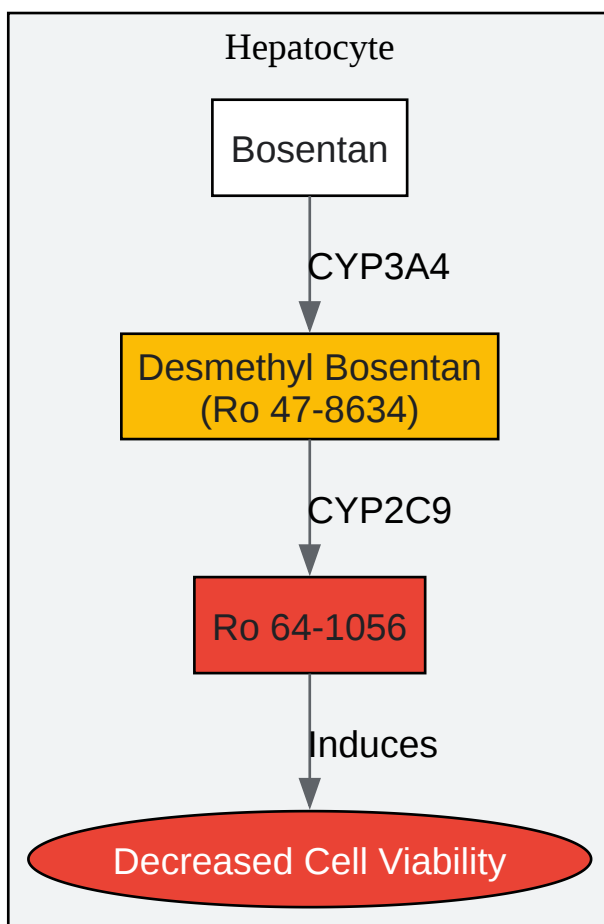 Hepatocyte
Bosentan
CYP3A4
Desmethyl Bosentan
(Ro 47-8634)
CYP2C9
Ro 64-1056
Induces
Decreased Cell Viability